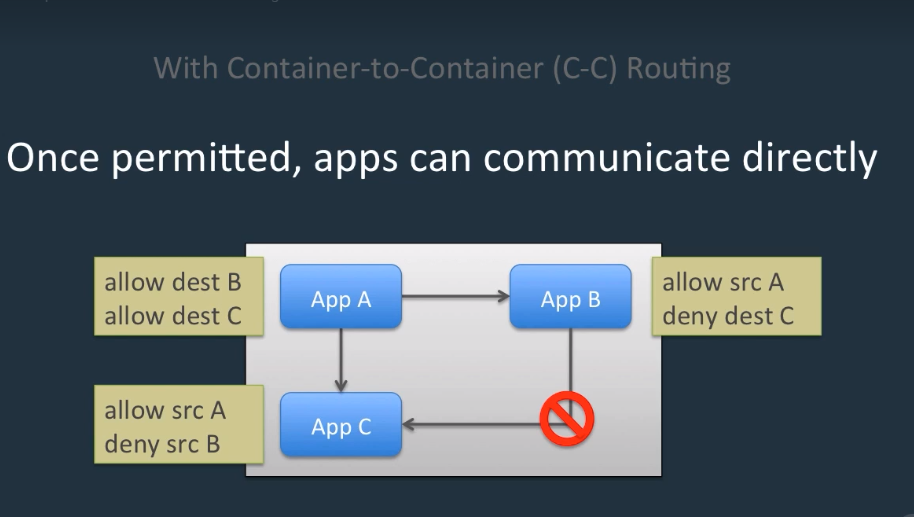 With Container-to-Container (C-C) Routing
Once permitted, apps can communicate directly
allow dest B
allow dest C
App A
App B
allow src A
deny dest C
allow src A
deny src B
App C